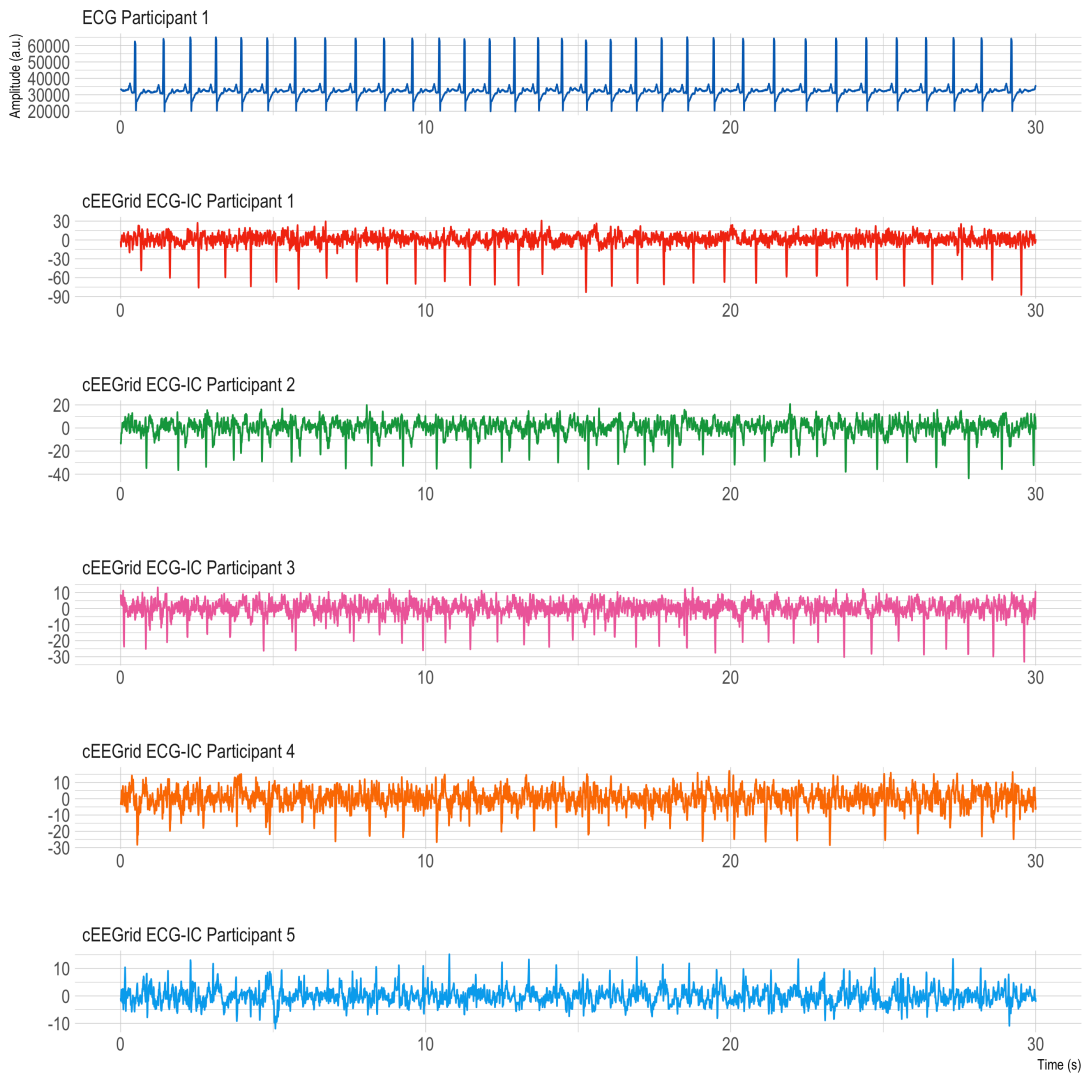 ECG Participant 1
Amplitude (a.u.)
60000
50000
40000
30000
20000
0 10 20 30
cEEGrid ECG-IC Participant 1
30
0
-30
-60
-90
0 10 20 30
cEEGrid ECG-IC Participant 2
20
0
-20
-40
0 10 20 30
cEEGrid ECG-IC Participant 3
10
0
-10
-20
-30
0 10 20 30
cEEGrid ECG-IC Participant 4
10
0
-10
-20
-30
0 10 20 30
cEEGrid ECG-IC Participant 5
10
0
-10
0 10 20 30
Time (s)